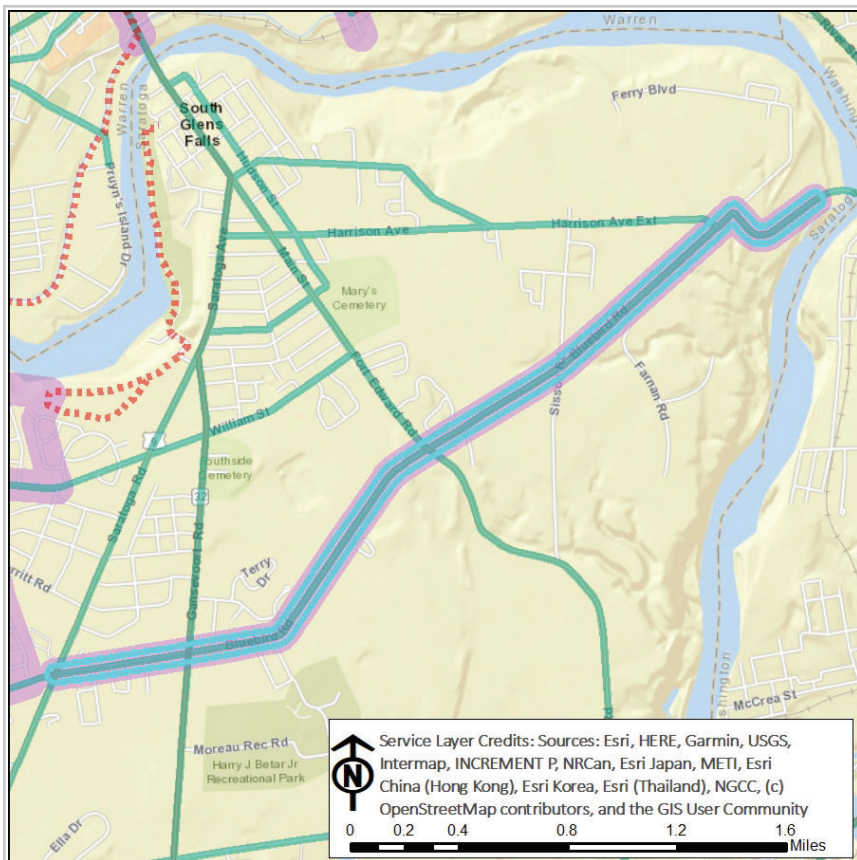 Warren
River St
Washing
Warren
Saratoga
South
Glens
Falls
Ferry Blvd
Pruyn's Island Dr
Hudson St
Saratoga
Harrison Ave
Harrison Ave Ext
Saratoga Ave
Main St
Mary's
Cemetery
Bluebird Rd
Farnan Rd
Fort Edward Rd
William St
9
Southside
Cemetery
32
Saratoga Rd
Gansevoort Rd
Terry
Dr
erritt Rd
Bluebird Rd
Washington
McCrea St
Moreau Rec Rd
Harry J Betar Jr
Recreational Park
Ella Dr
N
Service Layer Credits: Sources: Esri, HERE, Garmin, USGS,
Intermap, INCREMENT P, NRCan, Esri Japan, METI, Esri
China (Hong Kong), Esri Korea, Esri (Thailand), NGCC, (c)
OpenStreetMap contributors, and the GIS User Community
0 0.2 0.4 0.8 1.2 1.6
Miles